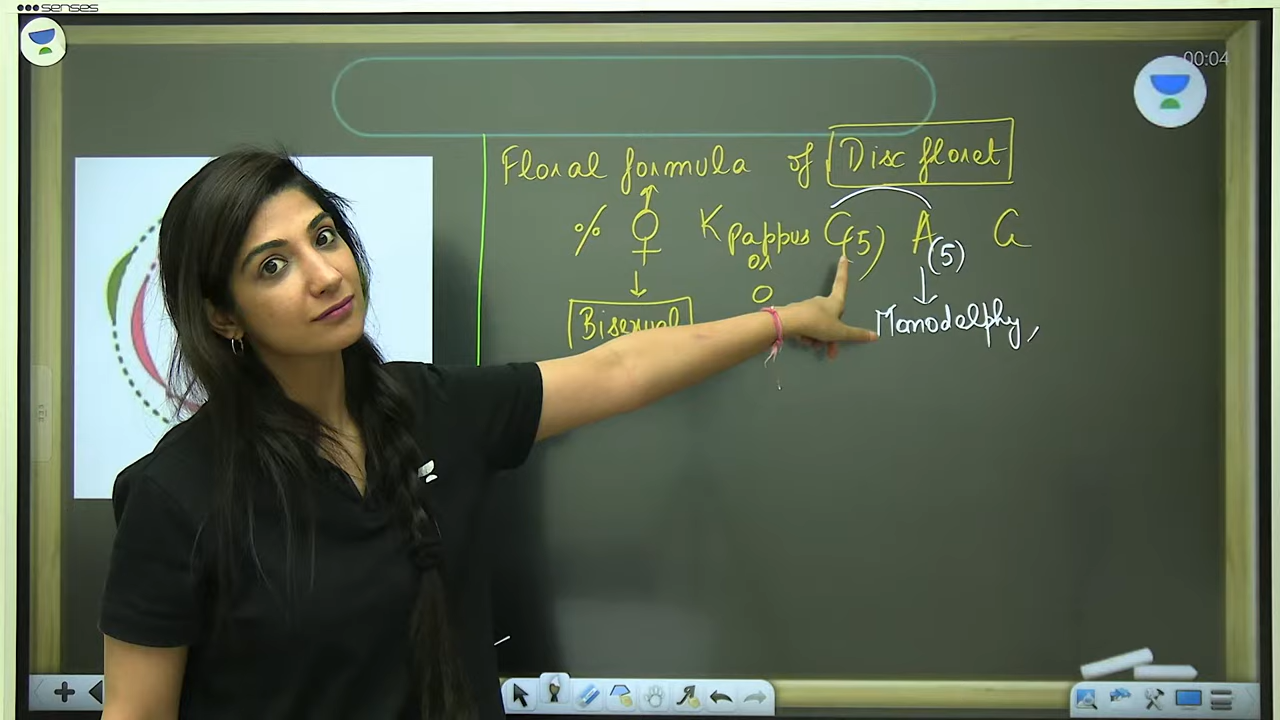 senses
00:04
Floral formula of Disc floret
% ⚥ K pappus or 0 C(5) A(5) G
Bisexual
Monodelphy,